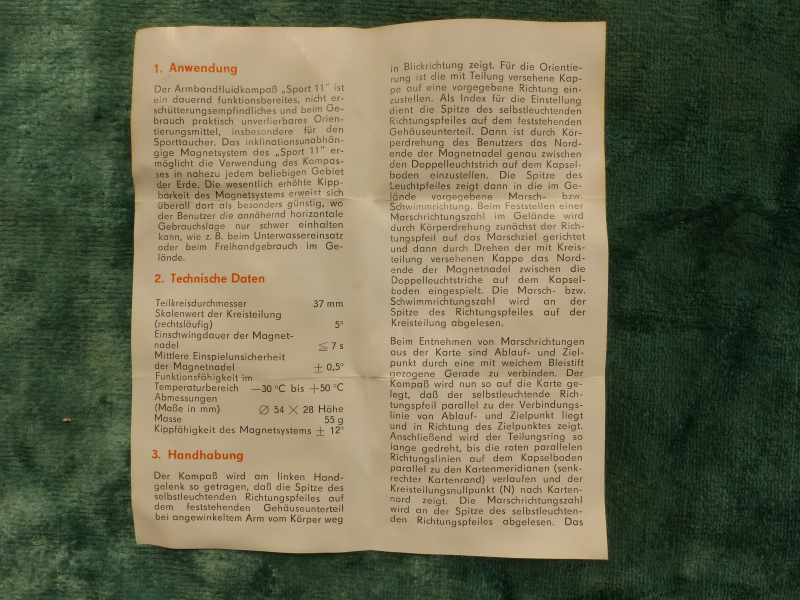 1. Anwendung
Der Armbandfluidkompaß „Sport 11" ist
ein dauernd funktionsbereites, nicht er-
schütterungsempfindliches und beim Ge-
brauch praktisch unverlierbares Orien-
tierungsmittel, insbesondere für den
Sporttaucher. Das inklinationsunabhän-
gige Magnetsystem des „Sport 11" er-
möglicht die Verwendung des Kompas-
ses in nahezu jedem beliebigen Gebiet
der Erde. Die wesentlich erhöhte Kipp-
barkeit des Magnetsystems erweist sich
überall dort als besonders günstig, wo
der Benutzer die annähernd horizontale
Gebrauchslage nur schwer einhalten
kann, wie z. B. beim Unterwassereinsatz
oder beim Freihandgebrauch im Ge-
lände.
2. Technische Daten
Teilkreisdurchmesser 37 mm
Skalenwert der Kreisteilung
(rechtsläufig) 5°
Einschwingdauer der Magnet-
nadel ≦ 7 s
Mittlere Einspielunsicherheit
der Magnetnadel ± 0,5°
Funktionsfähigkeit im
Temperaturbereich —30 °C bis +50 °C
Abmessungen
(Maße in mm) ∅ 54 × 28 Höhe
Masse 55 g
Kippfähigkeit des Magnetsystems ± 12°
3. Handhabung
Der Kompaß wird am linken Hand-
gelenk so getragen, daß die Spitze des
selbstleuchtenden Richtungspfeiles auf
dem feststehenden Gehäuseunterteil
bei angewinkeltem Arm vom Körper weg
in Blickrichtung zeigt. Für die Orientie-
rung ist die mit Teilung versehene Kap-
pe auf eine vorgegebene Richtung ein-
zustellen. Als Index für die Einstellung
dient die Spitze des selbstleuchtenden
Richtungspfeiles auf dem feststehenden
Gehäuseunterteil. Dann ist durch Kör-
perdrehung des Benutzers das Nord-
ende der Magnetnadel genau zwischen
den Doppelleuchtstrich auf dem Kapsel-
boden einzustellen. Die Spitze des
Leuchtpfeiles zeigt dann in die im Ge-
lände vorgegebene Marsch- bzw.
Schwimmrichtung. Beim Feststellen einer
Marschrichtungszahl im Gelände wird
durch Körperdrehung zunächst der Rich-
tungspfeil auf das Marschziel gerichtet
und dann durch Drehen der mit Kreis-
teilung versehenen Kappe das Nord-
ende der Magnetnadel zwischen die
Doppelleuchtstriche auf dem Kapsel-
boden eingespielt. Die Marsch- bzw.
Schwimmrichtungszahl wird an der
Spitze des Richtungspfeiles auf der
Kreisteilung abgelesen.
Beim Entnehmen von Marschrichtungen
aus der Karte sind Ablauf- und Ziel-
punkt durch eine mit weichem Bleistift
gezogene Gerade zu verbinden. Der
Kompaß wird nun so auf die Karte ge-
legt, daß der selbstleuchtende Rich-
tungspfeil parallel zu der Verbindungs-
linie von Ablauf- und Zielpunkt liegt
und in Richtung des Zielpunktes zeigt.
Anschließend wird der Teilungsring so
lange gedreht, bis die roten parallelen
Richtungslinien auf dem Kapselboden
parallel zu den Kartenmeridianen (senk-
rechter Kartenrand) verlaufen und der
Kreisteilungsnullpunkt (N) nach Karten-
nord zeigt. Die Marschrichtungszahl
wird an der Spitze des selbstleuchten-
den Richtungspfeiles abgelesen. Das